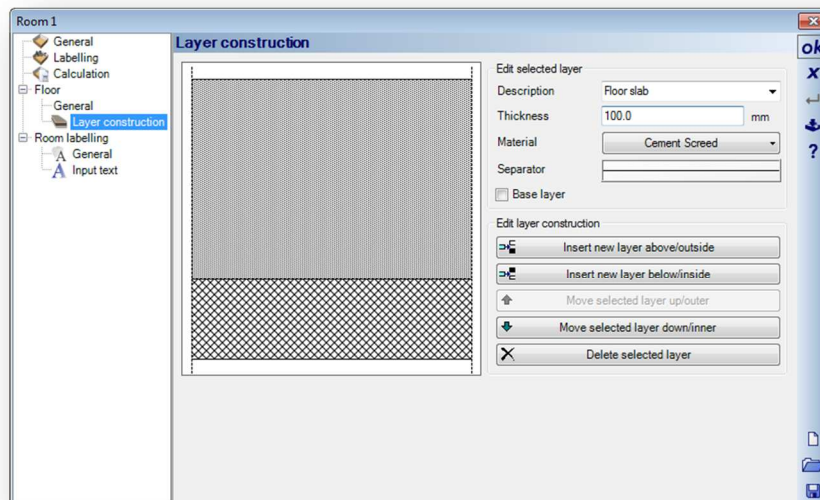 Room 1
General
Labelling
Calculation
Floor
General
Layer construction
Room labelling
General
Input text
Layer construction
Edit selected layer
Description Floor slab
Thickness 100.0 mm
Material Cement Screed
Separator
Base layer
Edit layer construction
Insert new layer above/outside
Insert new layer below/inside
Move selected layer up/outer
Move selected layer down/inner
Delete selected layer
ok
x
?